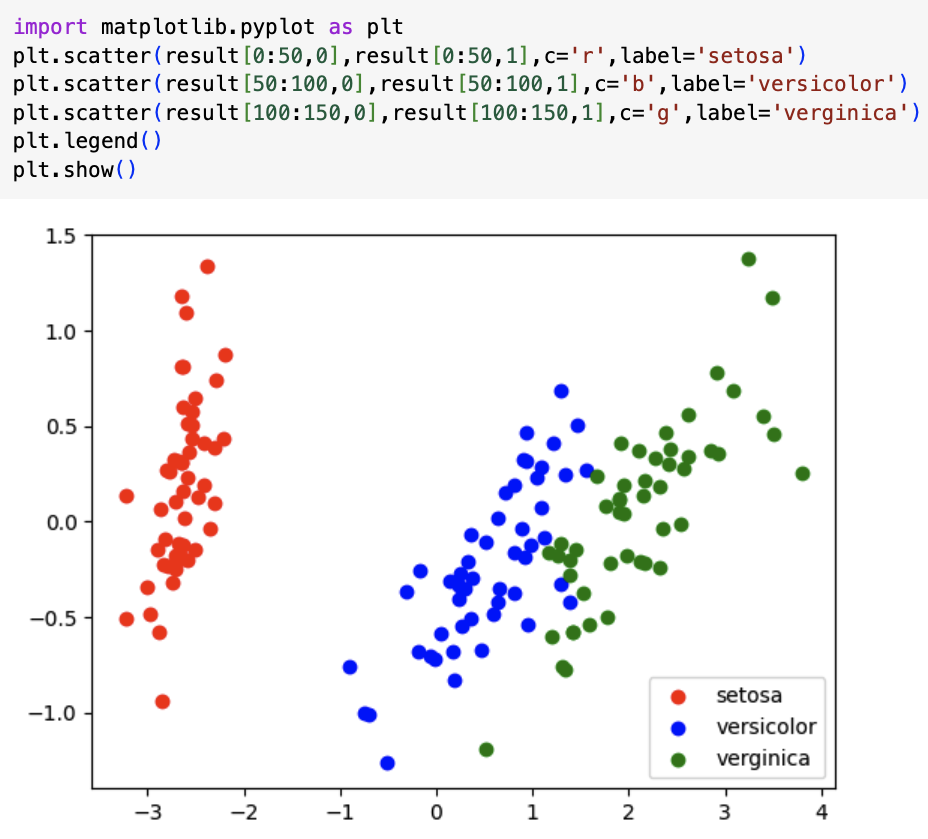 import matplotlib.pyplot as plt
plt.scatter(result[0:50,0],result[0:50,1],c='r',label='setosa')
plt.scatter(result[50:100,0],result[50:100,1],c='b',label='versicolor')
plt.scatter(result[100:150,0],result[100:150,1],c='g',label='verginica')
plt.legend()
plt.show()
1.5
1.0
0.5
0.0
−0.5
−1.0
setosa
versicolor
verginica
−3 −2 −1 0 1 2 3 4